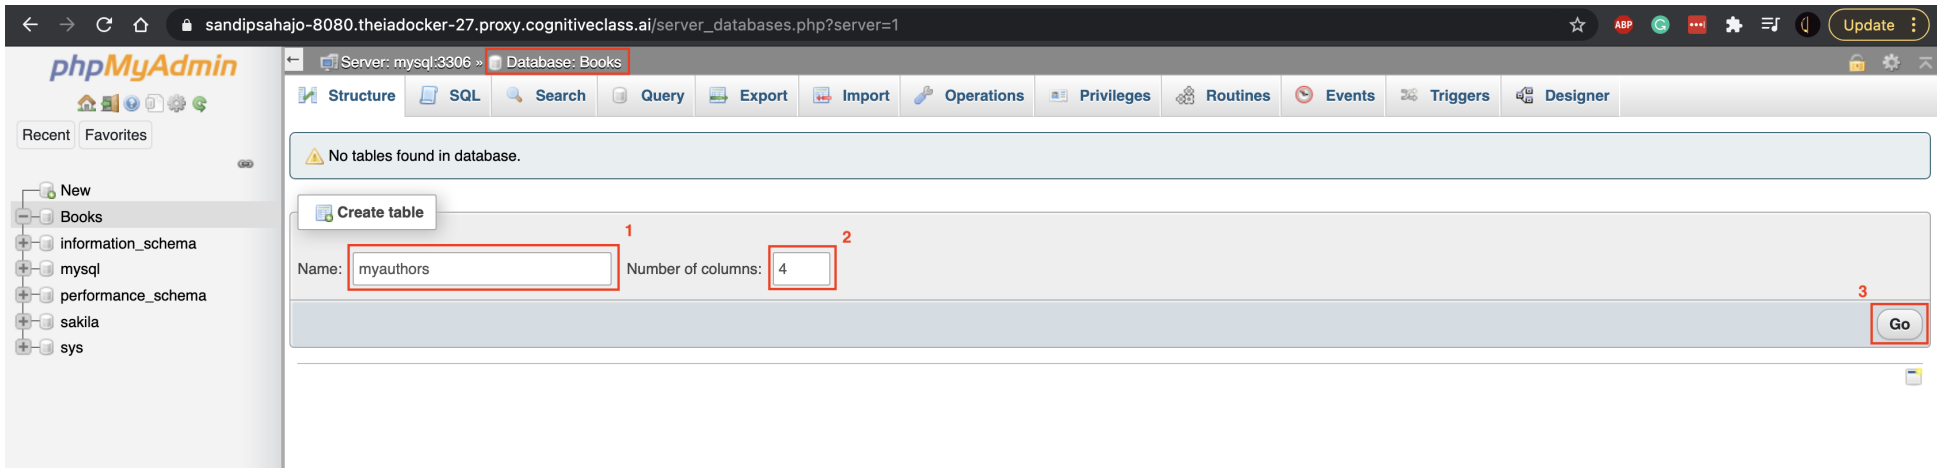 sandipsahajo-8080.theiadocker-27.proxy.cognitiveclass.ai/server_databases.php?server=1
ABP
Update
phpMyAdmin
Recent
Favorites
New
Books
information_schema
mysql
performance_schema
sakila
sys
Server: mysql:3306 » Database: Books
Structure
SQL
Search
Query
Export
Import
Operations
Privileges
Routines
Events
Triggers
Designer
No tables found in database.
Create table
1
2
Name: myauthors Number of columns: 4
3
Go